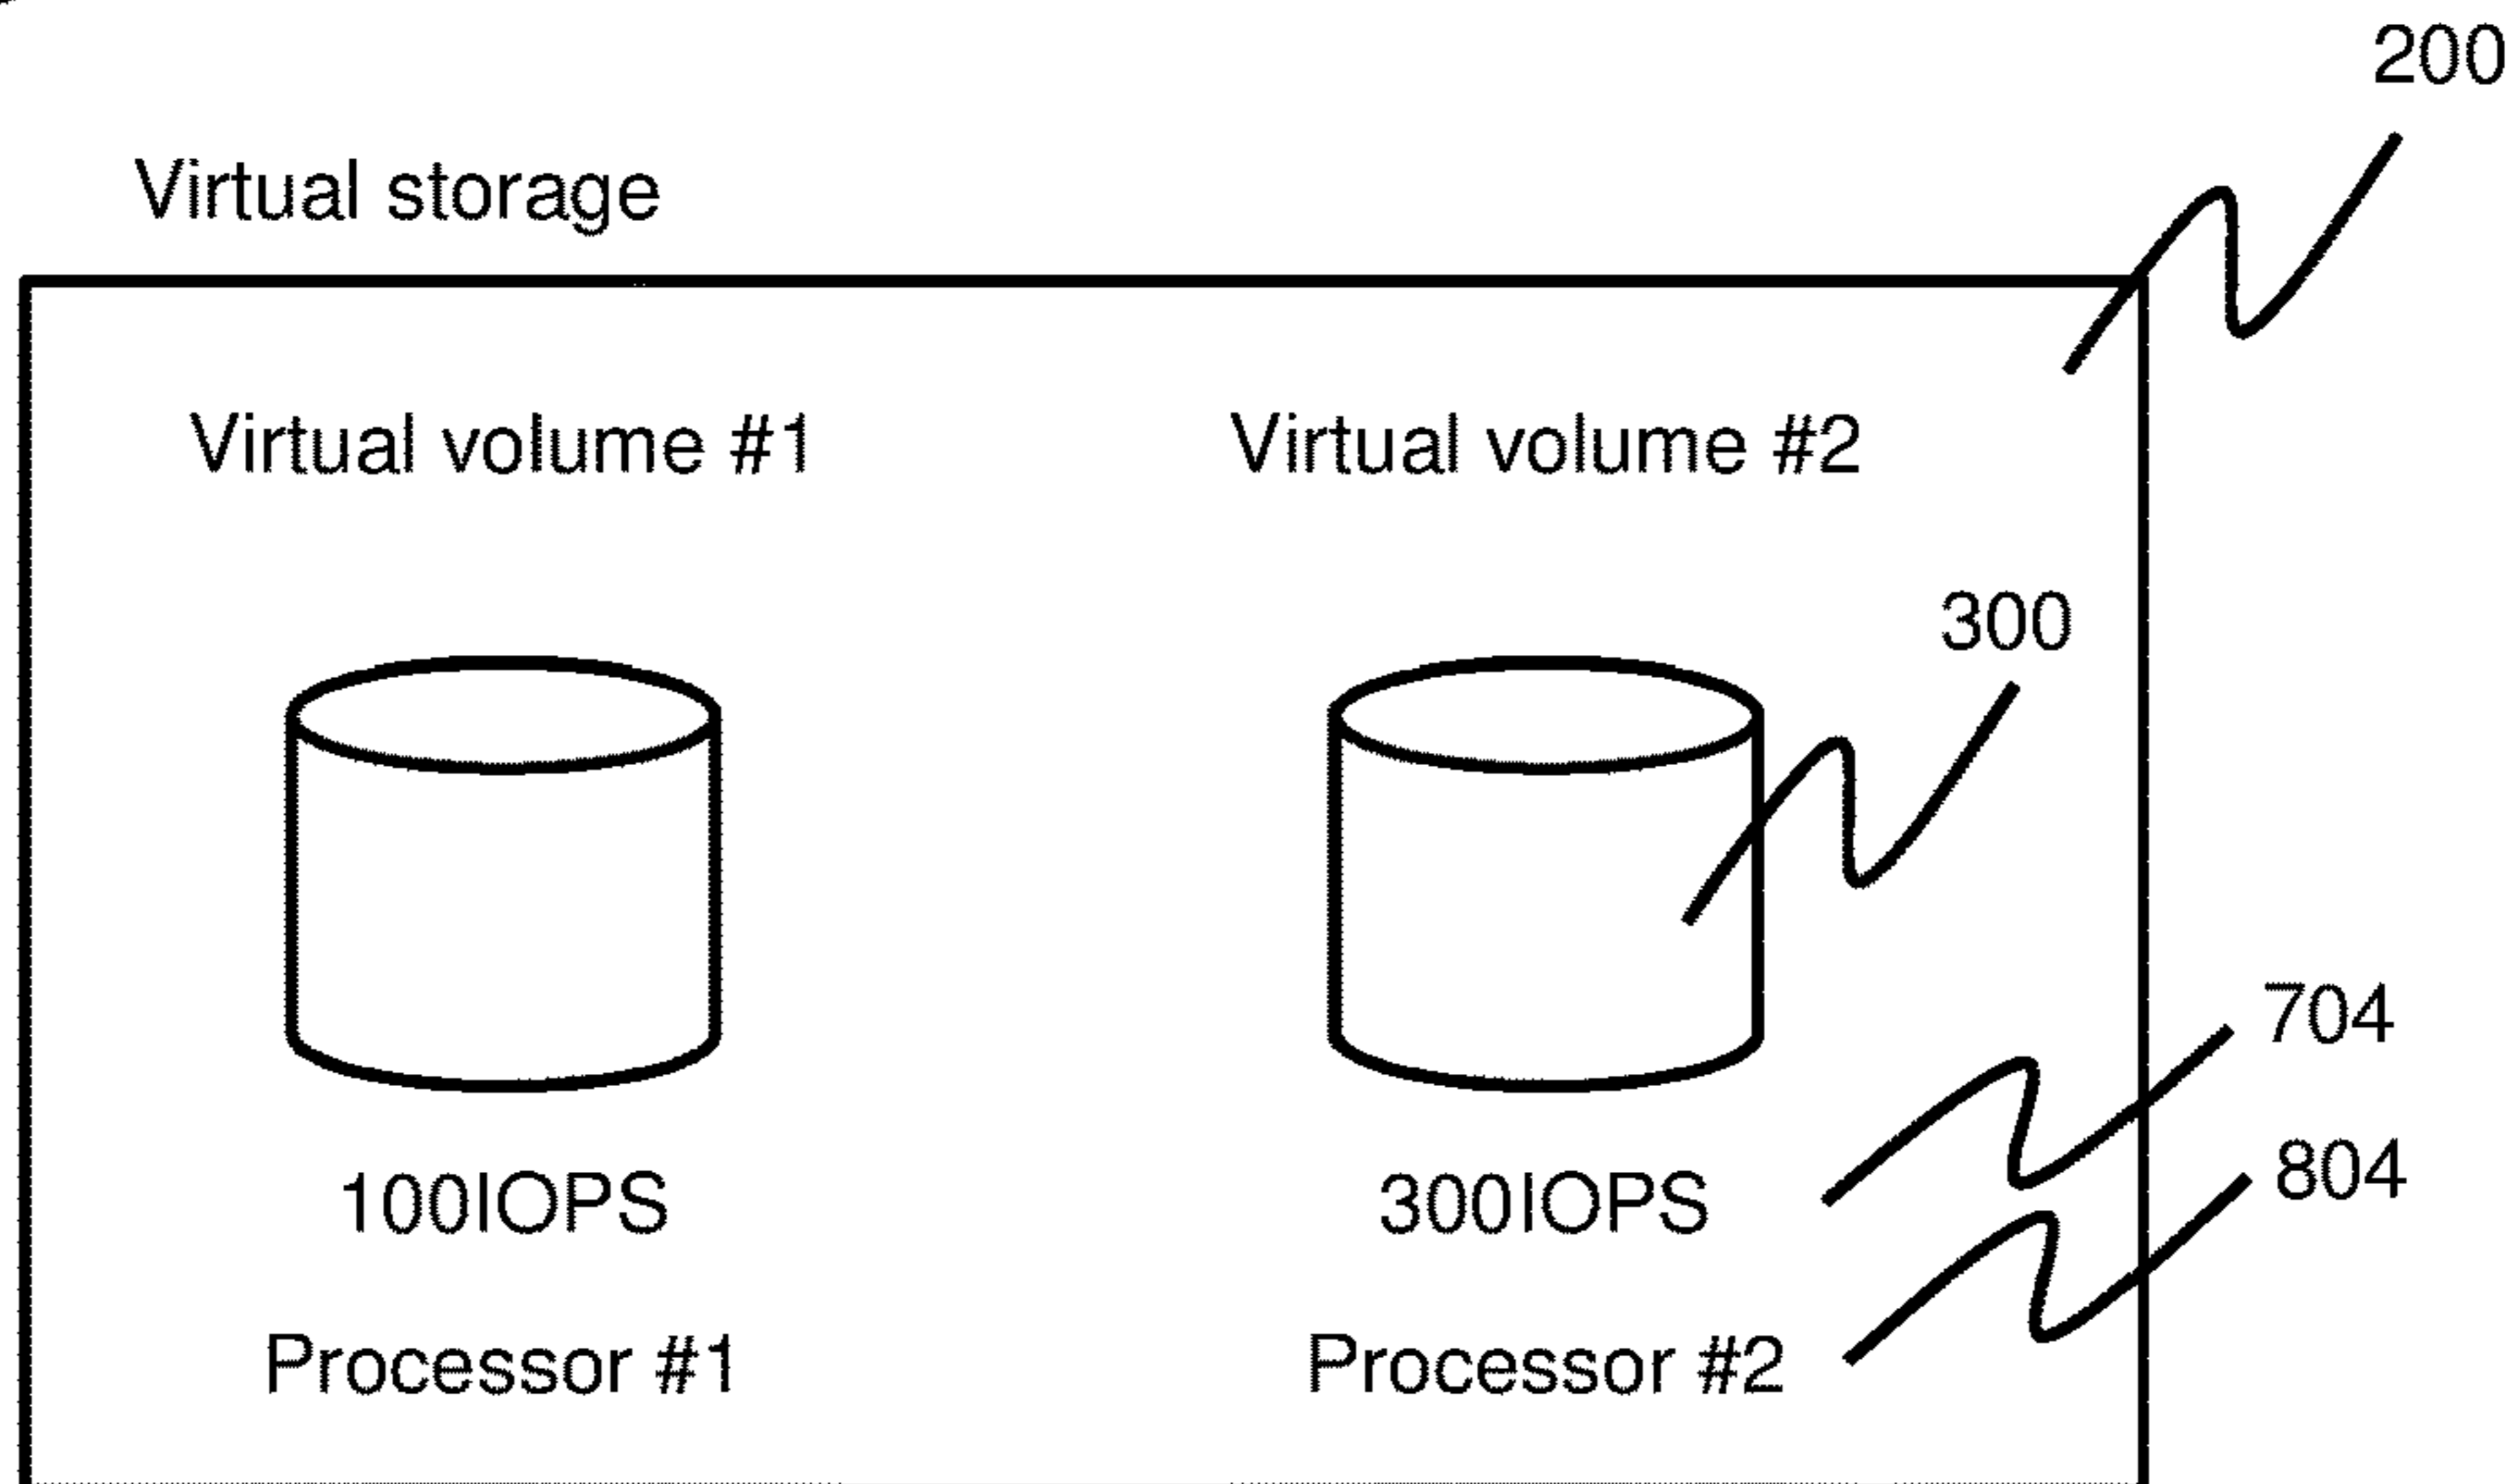 200
Virtual storage
Virtual volume #1
Virtual volume #2
300
704
804
100IOPS
300IOPS
Processor #1
Processor #2